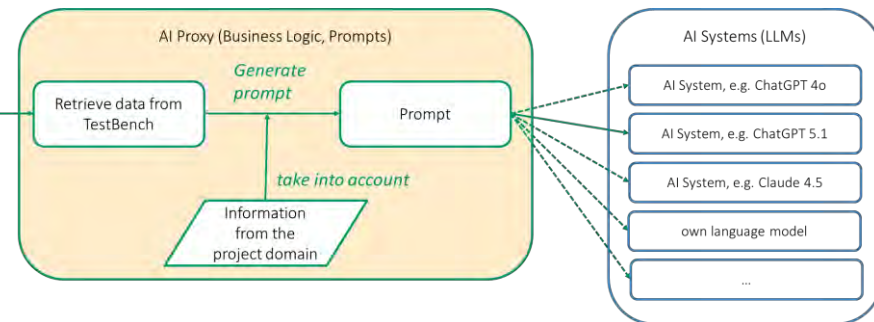 AI Proxy (Business Logic, Prompts)
AI Systems (LLMs)
Generate
prompt
Retrieve data from
TestBench
Prompt
take into account
Information
from the
project domain
AI System, e.g. ChatGPT 4o
AI System, e.g. ChatGPT 5.1
AI System, e.g. Claude 4.5
own language model
...